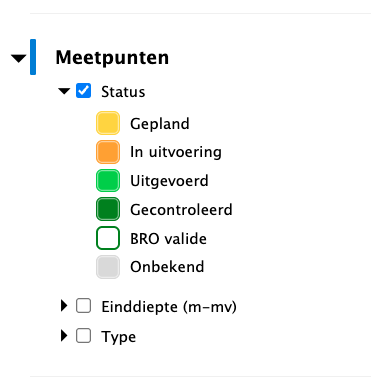 Meetpunten
Status
Gepland
In uitvoering
Uitgevoerd
Gecontroleerd
BRO valide
Onbekend
Einddiepte (m-mv)
Type